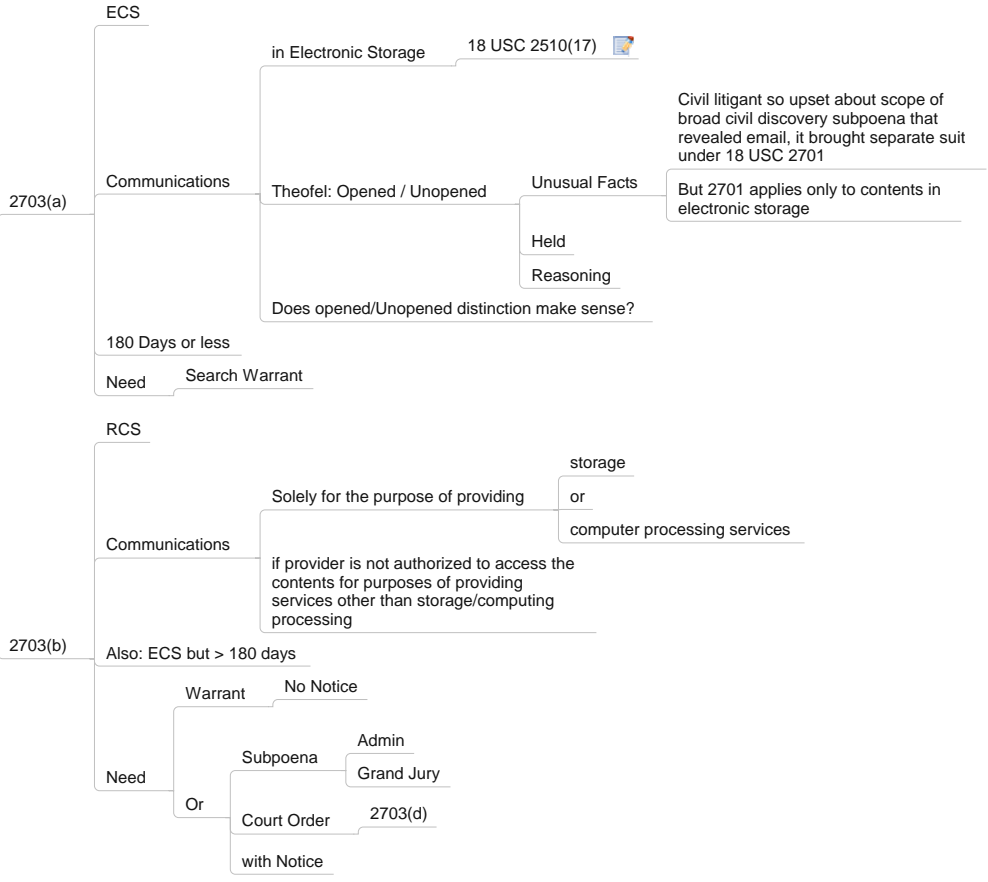 2703(a)
ECS
Communications
in Electronic Storage
18 USC 2510(17)
Theofel: Opened / Unopened
Unusual Facts
Civil litigant so upset about scope of
broad civil discovery subpoena that
revealed email, it brought separate suit
under 18 USC 2701
But 2701 applies only to contents in
electronic storage
Held
Reasoning
Does opened/Unopened distinction make sense?
180 Days or less
Need
Search Warrant
2703(b)
RCS
Communications
Solely for the purpose of providing
storage
or
computer processing services
if provider is not authorized to access the
contents for purposes of providing
services other than storage/computing
processing
Also: ECS but > 180 days
Need
Warrant
No Notice
Or
Subpoena
Admin
Grand Jury
Court Order
2703(d)
with Notice